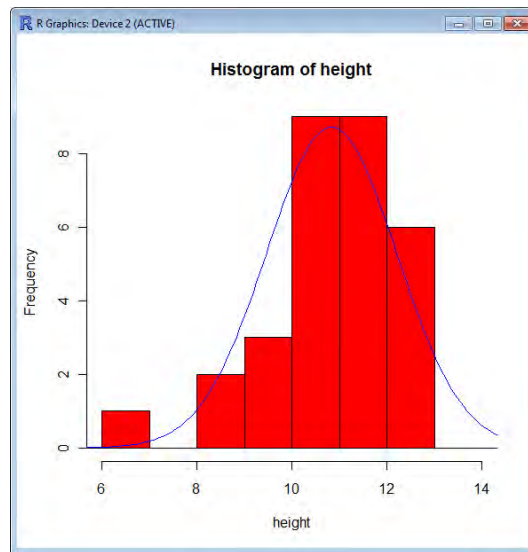 R Graphics: Device 2 (ACTIVE)
Histogram of height
Frequency
8
6
4
2
0
6 8 10 12 14
height